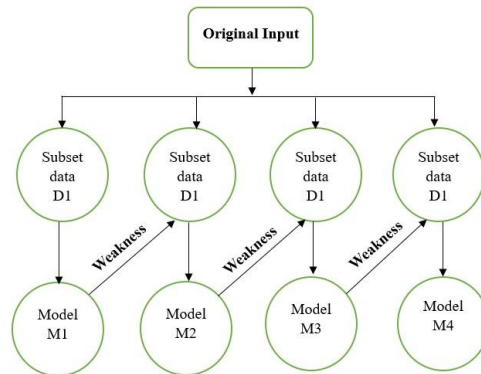 Original Input
Subset
data
D1
Subset
data
D1
Subset
data
D1
Subset
data
D1
Weakness
Weakness
Weakness
Model
M1
Model
M2
Model
M3
Model
M4